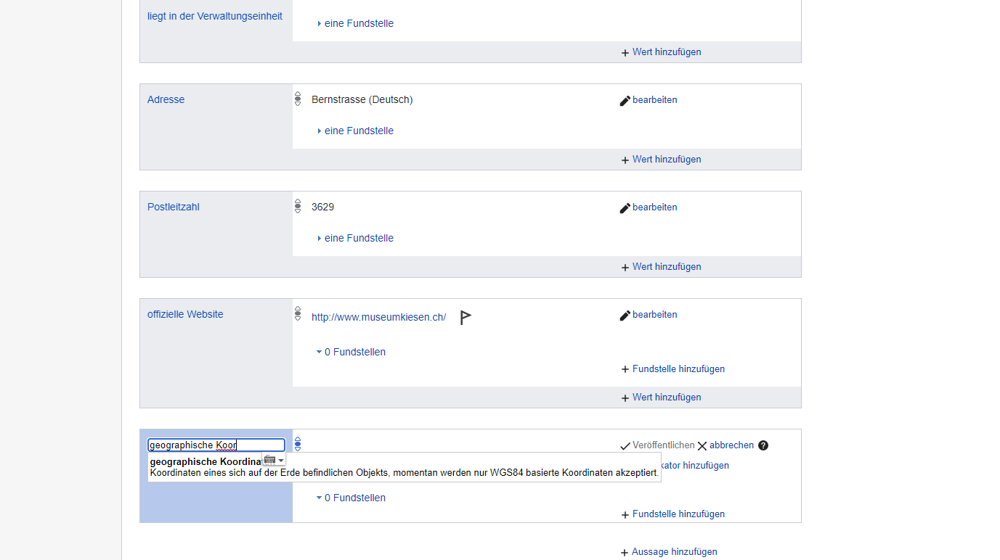 liegt in der Verwaltungseinheit
eine Fundstelle
Wert hinzufügen
Adresse
Bernstrasse (Deutsch)
bearbeiten
eine Fundstelle
Wert hinzufügen
Postleitzahl
3629
bearbeiten
eine Fundstelle
Wert hinzufügen
offizielle Website
http://www.museumkiesen.ch/
bearbeiten
0 Fundstellen
Fundstelle hinzufügen
Wert hinzufügen
geographische Koor
Veröffentlichen abbrechen
geographische Koordina
kator hinzufügen
Koordinaten eines sich auf der Erde befindlichen Objekts, momentan werden nur WGS84 basierte Koordinaten akzeptiert.
0 Fundstellen
Fundstelle hinzufügen
Aussage hinzufügen